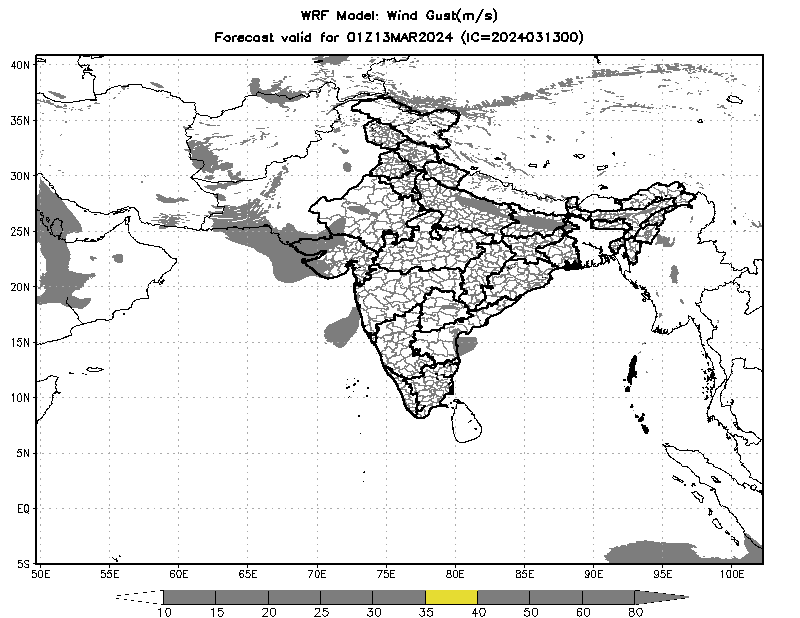 WRF Model: Wind Gust(m/s)
Forecast valid for 01Z13MAR2024 (IC=2024031300)
40N
35N
30N
25N
20N
15N
10N
5N
EQ
5S
50E 55E 60E 65E 70E 75E 80E 85E 90E 95E 100E
10 15 20 25 30 35 40 50 60 80